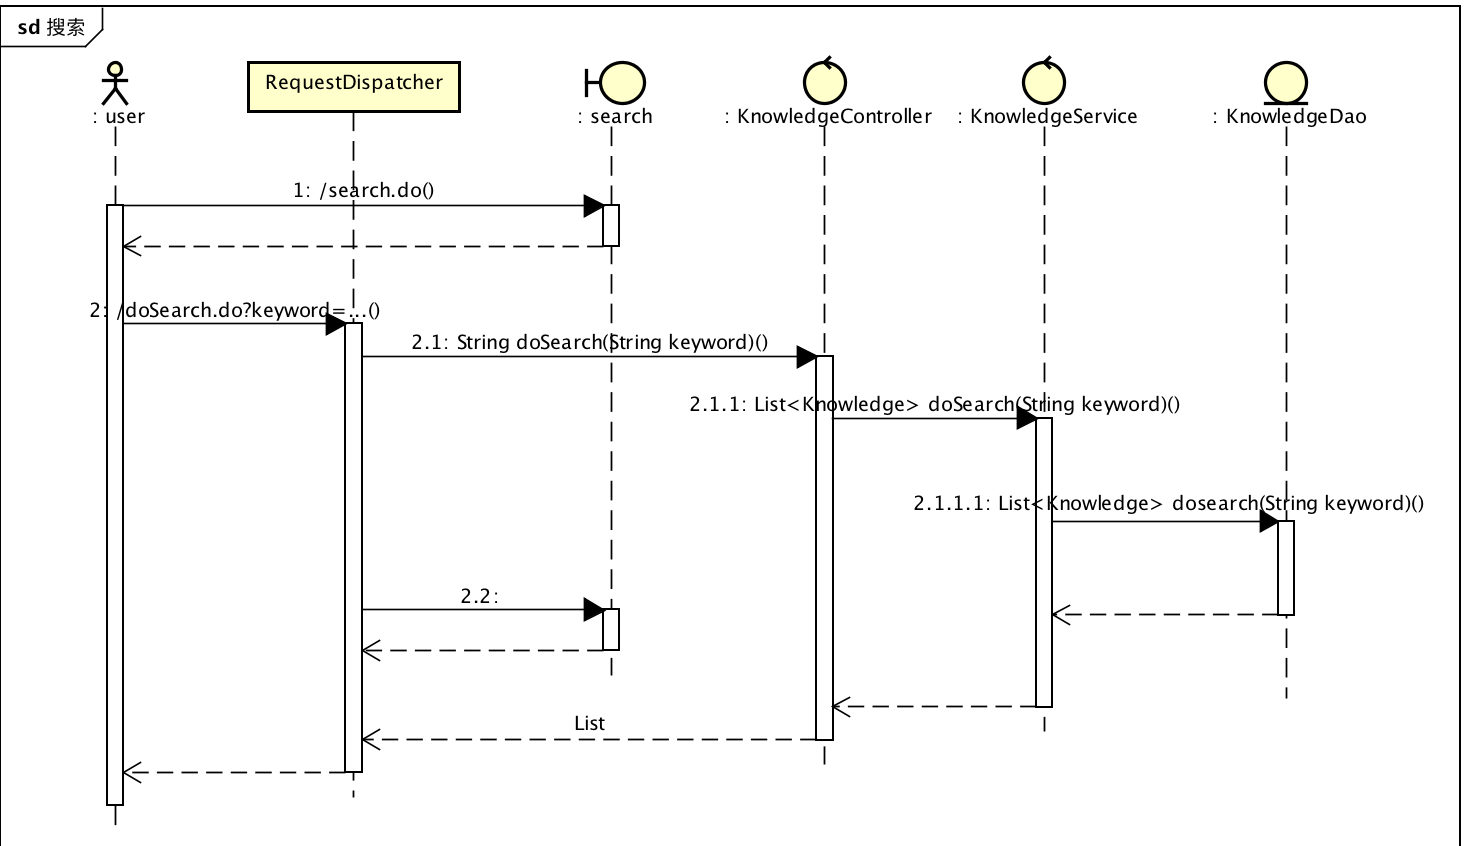 sd 搜索
: user
RequestDispatcher
: search
: KnowledgeController
: KnowledgeService
: KnowledgeDao
1: /search.do()
2: /doSearch.do?keyword=...()
2.1: String doSearch(String keyword)()
2.1.1: List<Knowledge> doSearch(String keyword)()
2.1.1.1: List<Knowledge> dosearch(String keyword)()
2.2:
List